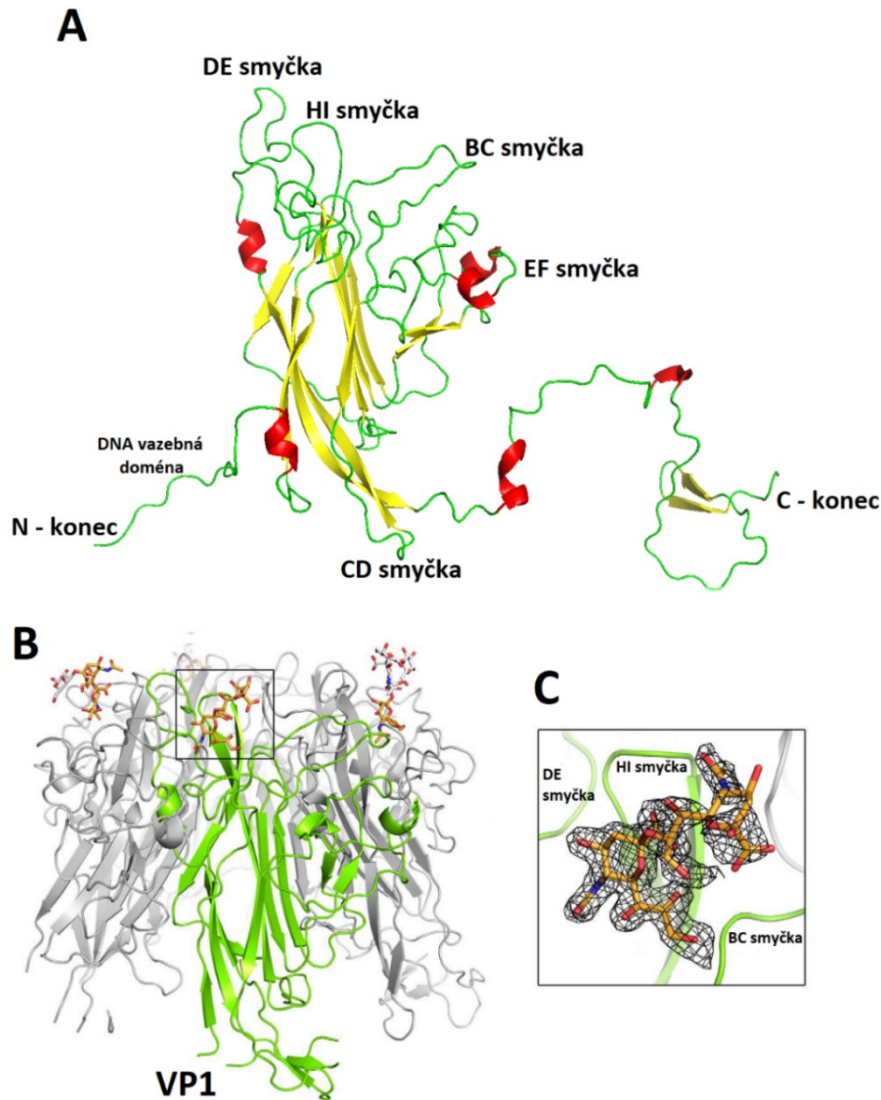 A
DE smyčka
HI smyčka
BC smyčka
EF smyčka
DNA vazebná
doména
N - konec
C - konec
CD smyčka
B
C
DE
smyčka
HI smyčka
BC smyčka
VP1